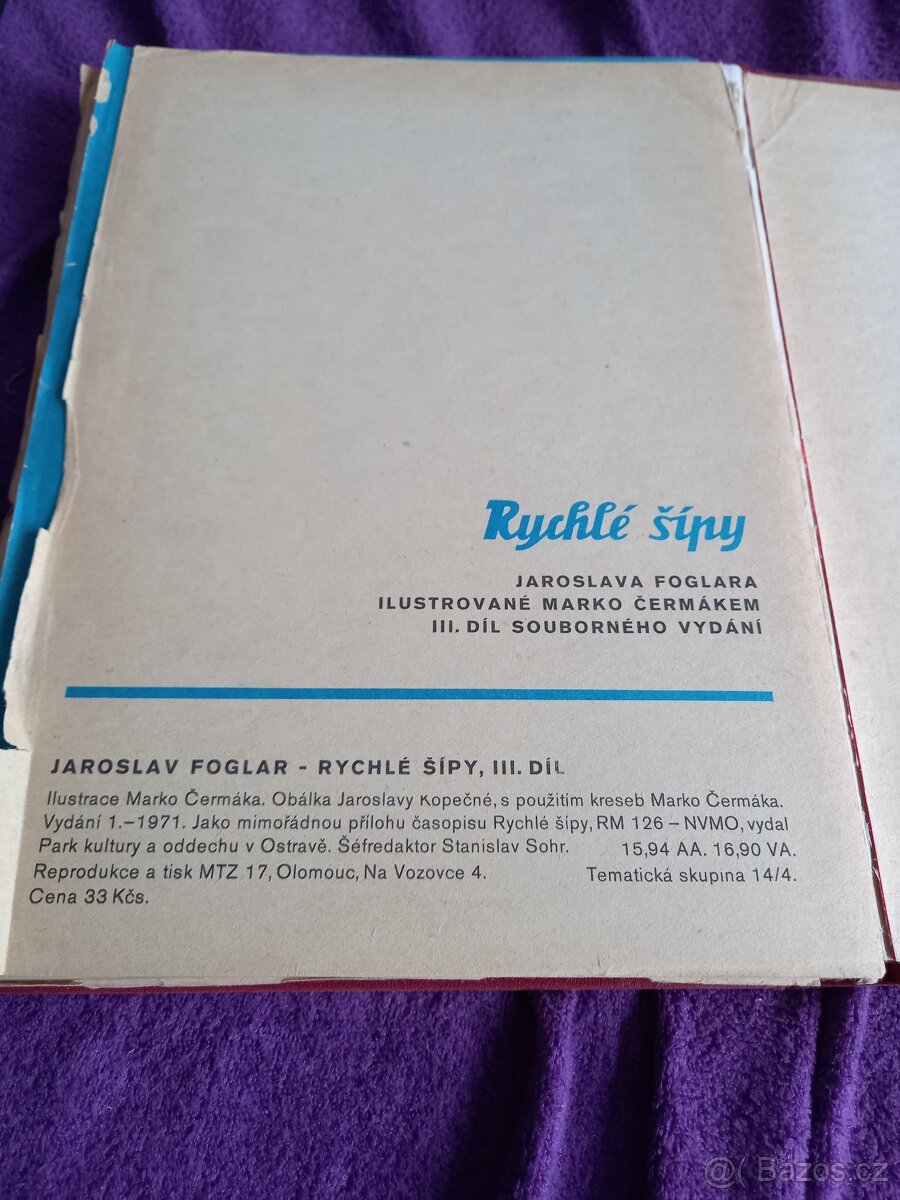 Rychlé šípy
JAROSLAVA FOGLARA
ILUSTROVANÉ MARKO ČERMÁKEM
III. DÍL SOUBORNÉHO VYDÁNÍ
JAROSLAV FOGLAR - RYCHLÉ ŠÍPY, III. DÍL
Ilustrace Marko Čermáka. Obálka Jaroslavy Kopečné, s použitím kreseb Marko Čermáka.
Vydání 1.–1971. Jako mimořádnou přílohu časopisu Rychlé šípy, RM 126 – NVMO, vydal
Park kultury a oddechu v Ostravě. Šéfredaktor Stanislav Sohr. 15,94 AA. 16,90 VA.
Reprodukce a tisk MTZ 17, Olomouc, Na Vozovce 4. Tematická skupina 14/4.
Cena 33 Kčs.
@( Bazos.cz